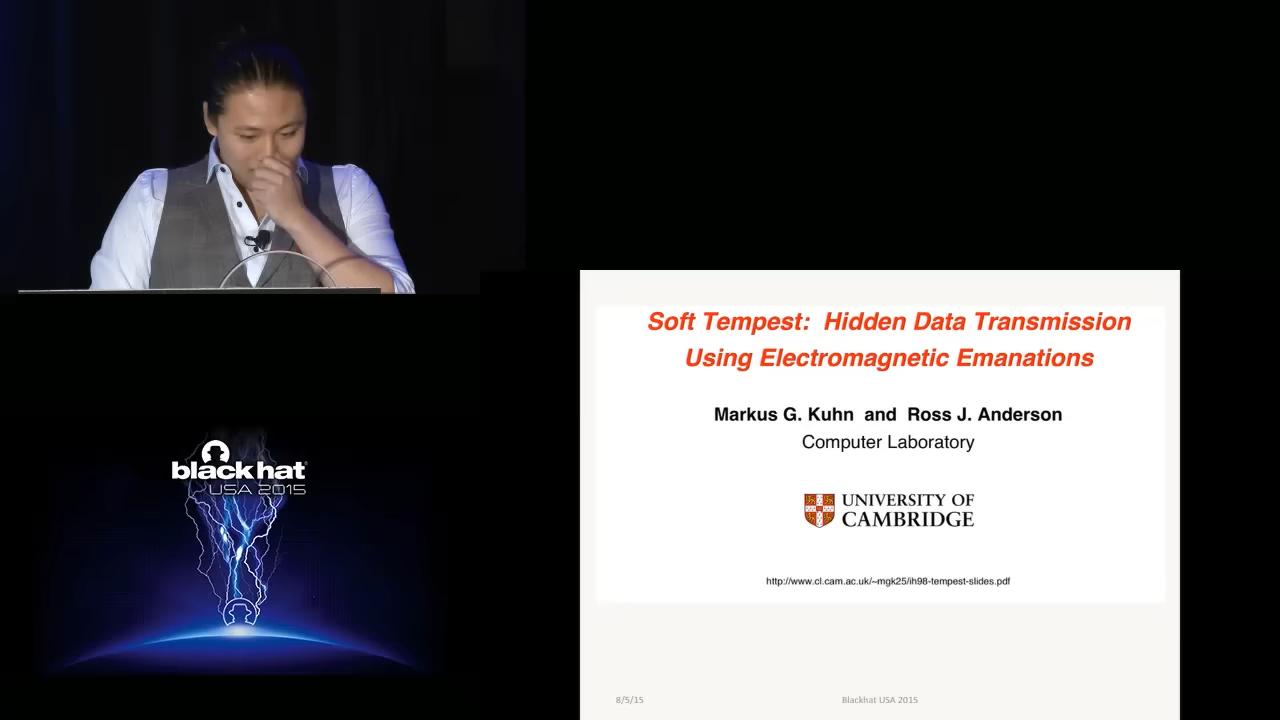 black hat
USA 2015
Soft Tempest: Hidden Data Transmission
Using Electromagnetic Emanations
Markus G. Kuhn and Ross J. Anderson
Computer Laboratory
UNIVERSITY OF
CAMBRIDGE
http://www.cl.cam.ac.uk/~mgk25/ih98-tempest-slides.pdf
8/5/15
Blackhat USA 2015